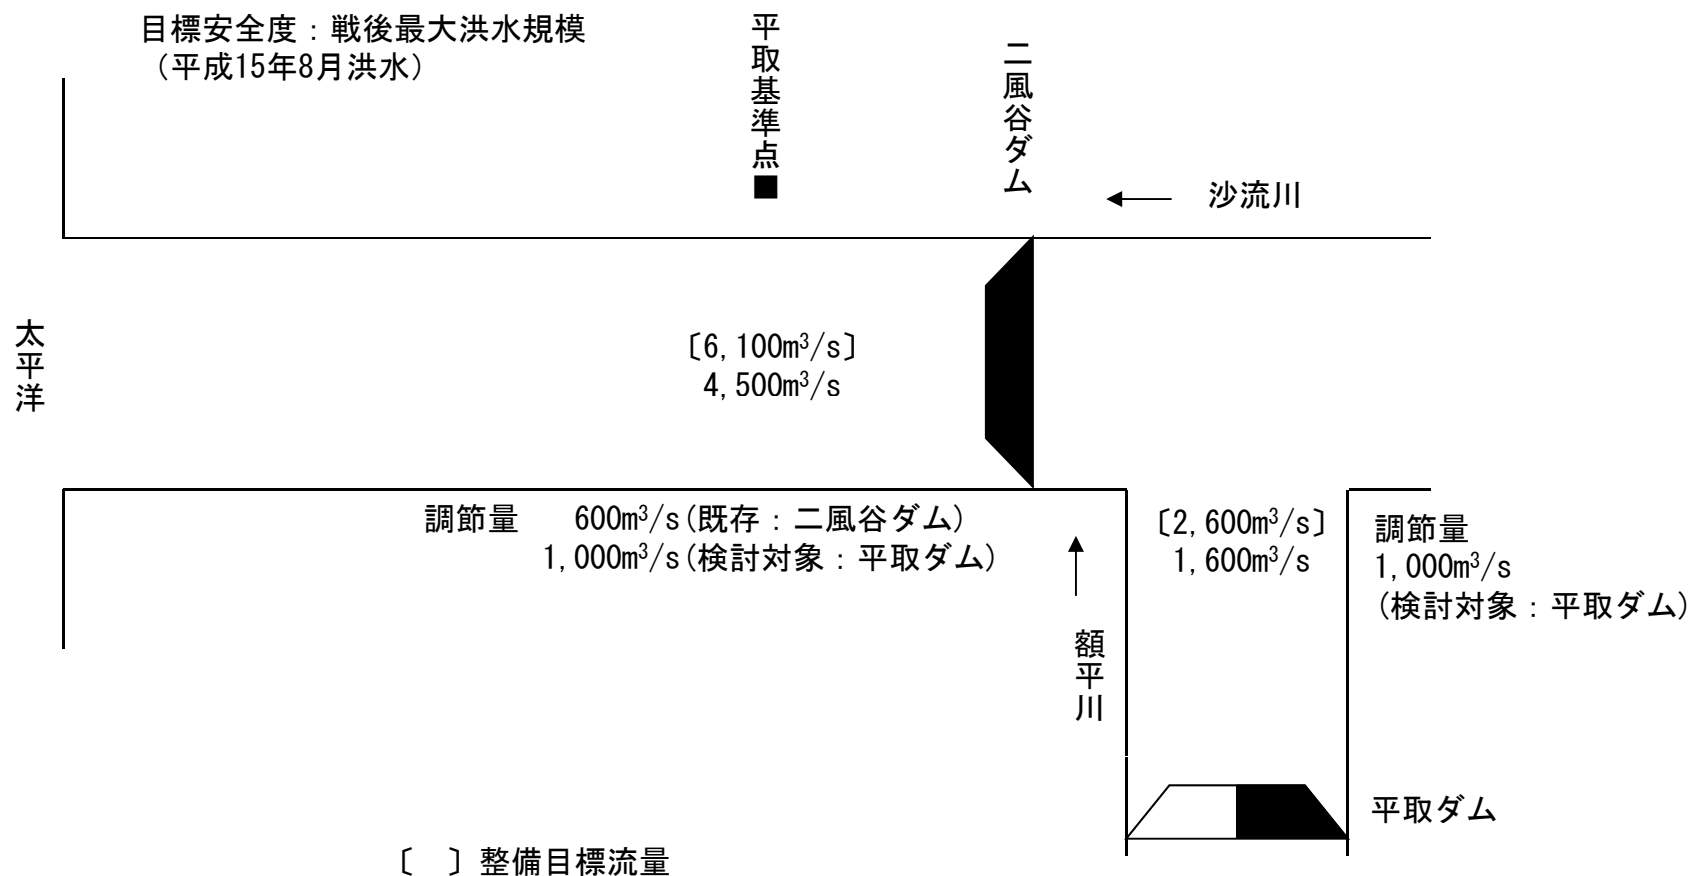 目標安全度：戦後最大洪水規模
（平成15年8月洪水）
平取基準点■
二風谷ダム
← 沙流川
太平洋
〔6,100m³/s〕
4,500m³/s
調節量 600m³/s(既存：二風谷ダム)
1,000m³/s(検討対象：平取ダム)
〔2,600m³/s〕
1,600m³/s
調節量
1,000m³/s
(検討対象：平取ダム)
額平川
平取ダム
〔 〕整備目標流量